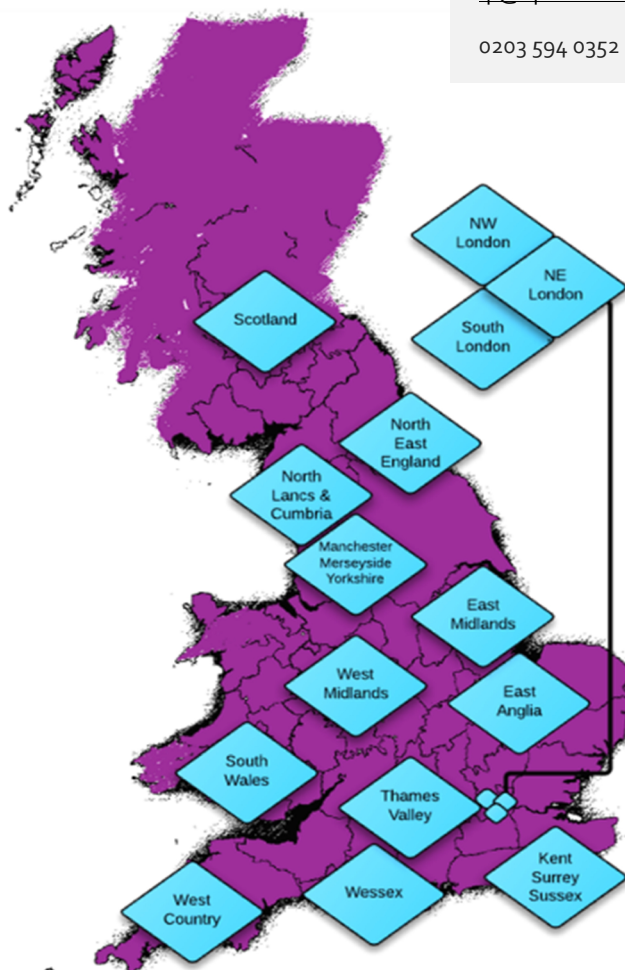 0203 594 0352
NW
London
NE
London
South
London
Scotland
North
East
England
North
Lancs &
Cumbria
Manchester
Merseyside
Yorkshire
East
Midlands
West
Midlands
East
Anglia
South
Wales
Thames
Valley
Kent
Surrey
Sussex
West
Country
Wessex